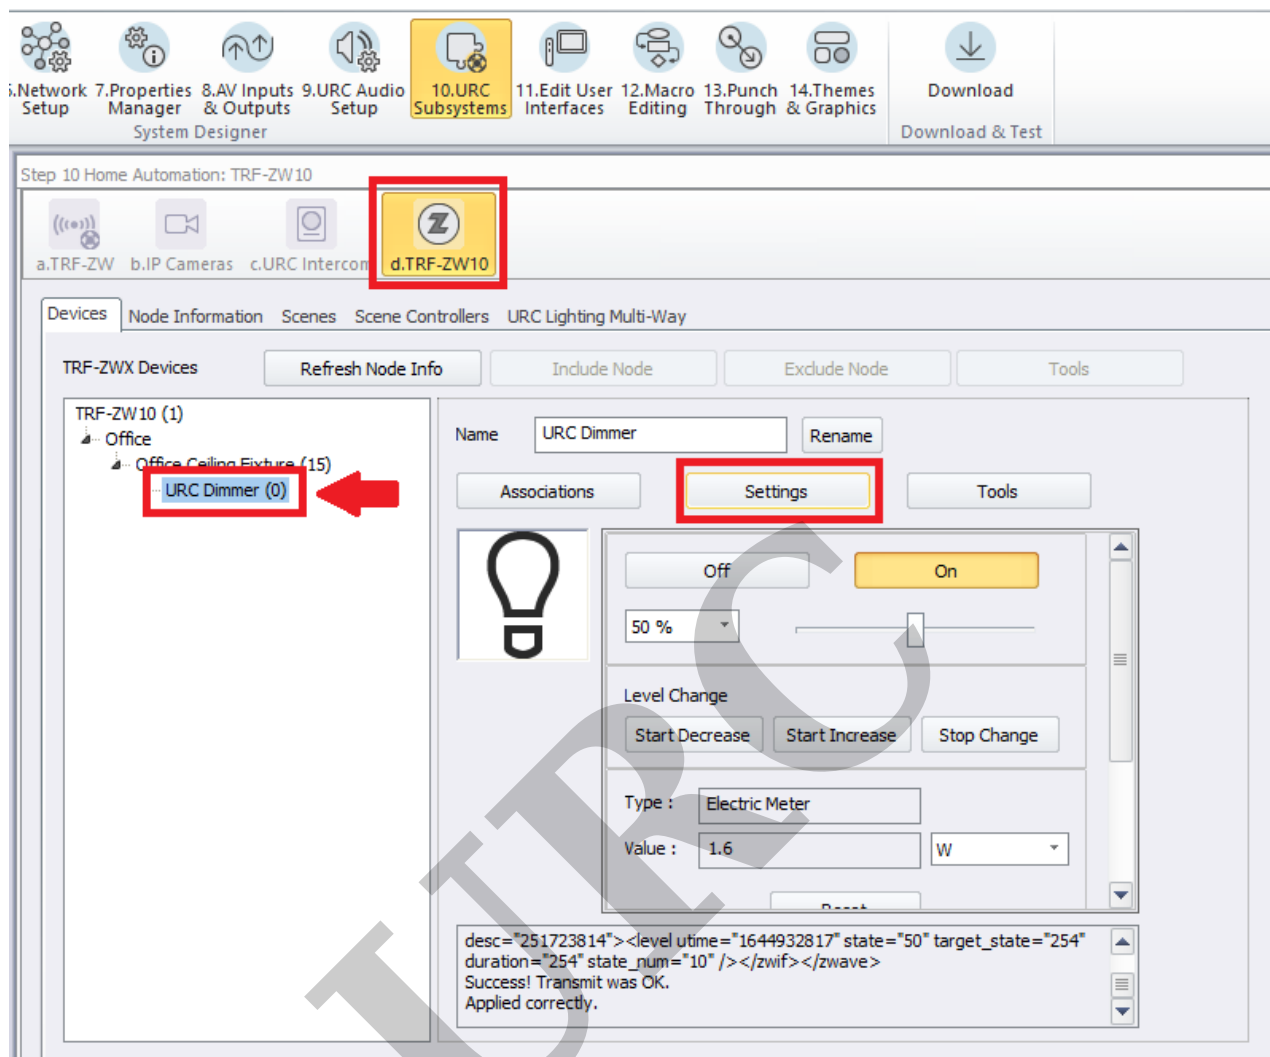 .Network 7.Properties 8.AV Inputs 9.URC Audio 10.URC 11.Edit User 12.Macro 13.Punch 14.Themes Download
Setup Manager & Outputs Setup Subsystems Interfaces Editing Through & Graphics
System Designer Download & Test
Step 10 Home Automation: TRF-ZW10
a.TRF-ZW b.IP Cameras c.URC Intercom d.TRF-ZW10
Devices Node Information Scenes Scene Controllers URC Lighting Multi-Way
TRF-ZWX Devices Refresh Node Info Include Node Exclude Node Tools
TRF-ZW10 (1)
Office
Office Ceiling Fixture (15)
URC Dimmer (0)
Name URC Dimmer Rename
Associations Settings Tools
Off On
50 %
Level Change
Start Decrease Start Increase Stop Change
Type : Electric Meter
Value : 1.6 W
Reset
desc="251723814"><level utime="1644932817" state="50" target_state="254"
duration="254" state_num="10" /></zwif></zwave>
Success! Transmit was OK.
Applied correctly.
URC